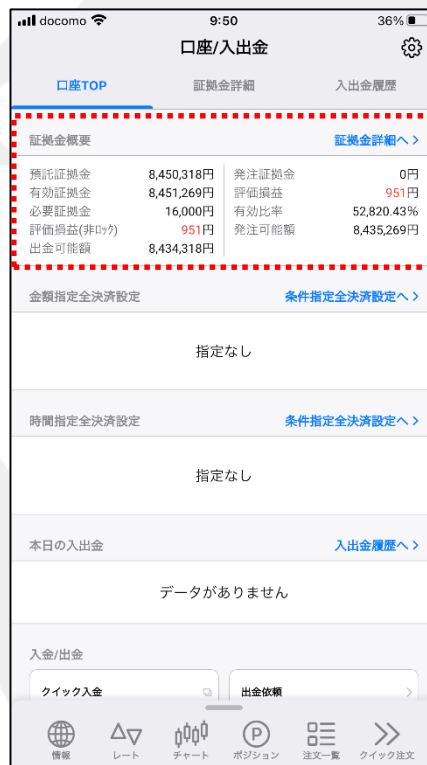 docomo 9:50 36%
口座/入出金
口座TOP 証拠金詳細 入出金履歴
証拠金概要 証拠金詳細へ >
預託証拠金 8,450,318円 発注証拠金 0円
有効証拠金 8,451,269円 評価損益 951円
必要証拠金 16,000円 有効比率 52,820.43%
評価損益(非ロック) 951円 発注可能額 8,435,269円
出金可能額 8,434,318円
金額指定全決済設定 条件指定全決済設定へ >
指定なし
時間指定全決済設定 条件指定全決済設定へ >
指定なし
本日の入出金 入出金履歴へ >
データがありません
入金/出金
クイック入金 出金依頼 >
P
情報 レート チャート ポジション 注文一覧 クイック注文